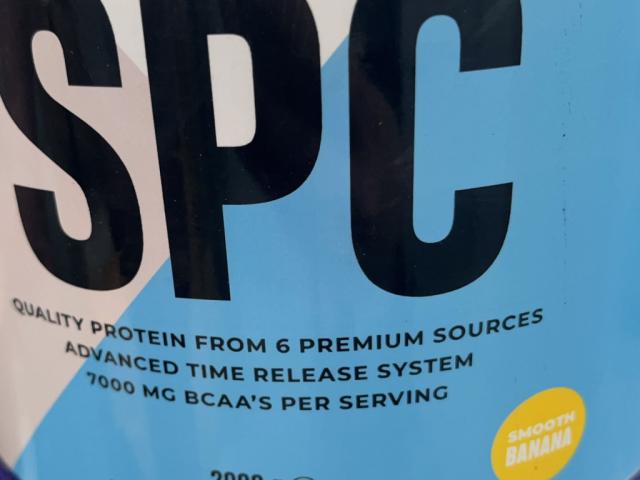 SPC
QUALITY PROTEIN FROM 6 PREMIUM SOURCES
ADVANCED TIME RELEASE SYSTEM
7000 MG BCAA'S PER SERVING
SMOOTH
BANANA